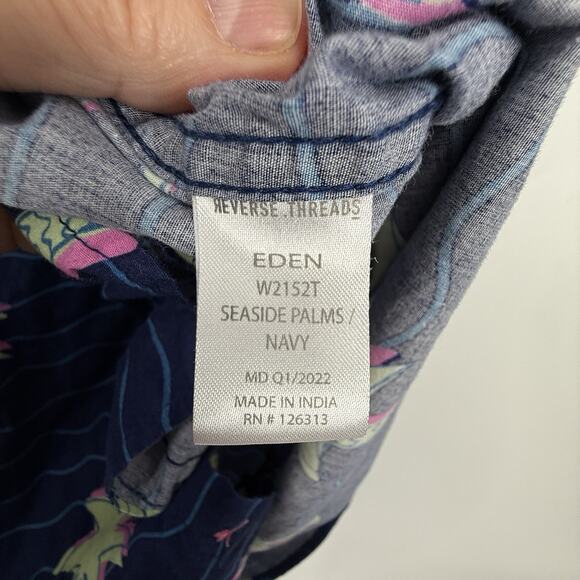 REVERSE.THREADS
EDEN
W2152T
SEASIDE PALMS /
NAVY
MD Q1/2022
MADE IN INDIA
RN # 126313